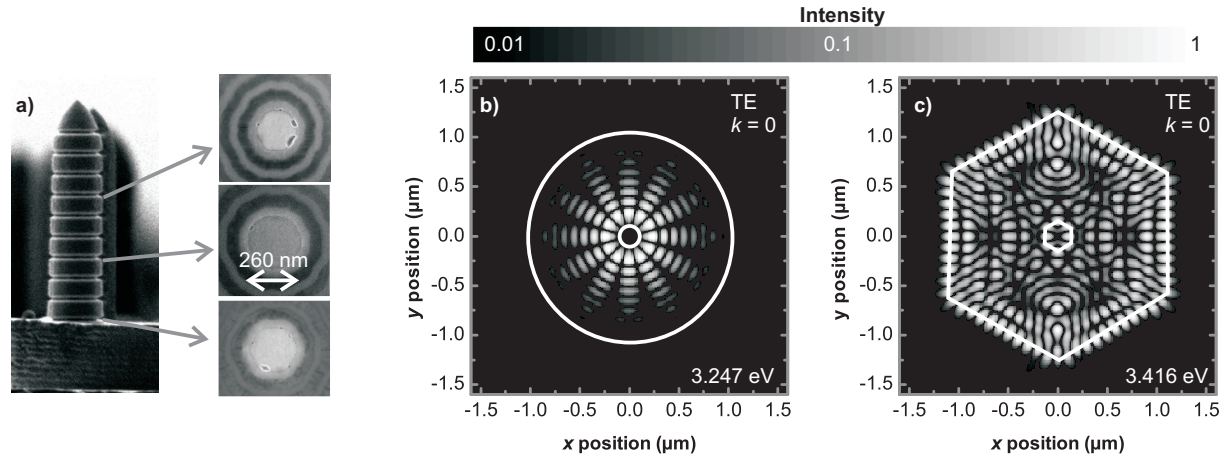 Intensity
0.01 0.1 1
a)
260 nm
b) TE
k = 0
3.247 eV
1.5
1.0
0.5
0.0
-0.5
-1.0
-1.5
y position (µm)
-1.5 -1.0 -0.5 0.0 0.5 1.0 1.5
x position (µm)
c) TE
k = 0
3.416 eV
1.5
1.0
0.5
0.0
-0.5
-1.0
-1.5
y position (µm)
-1.5 -1.0 -0.5 0.0 0.5 1.0 1.5
x position (µm)